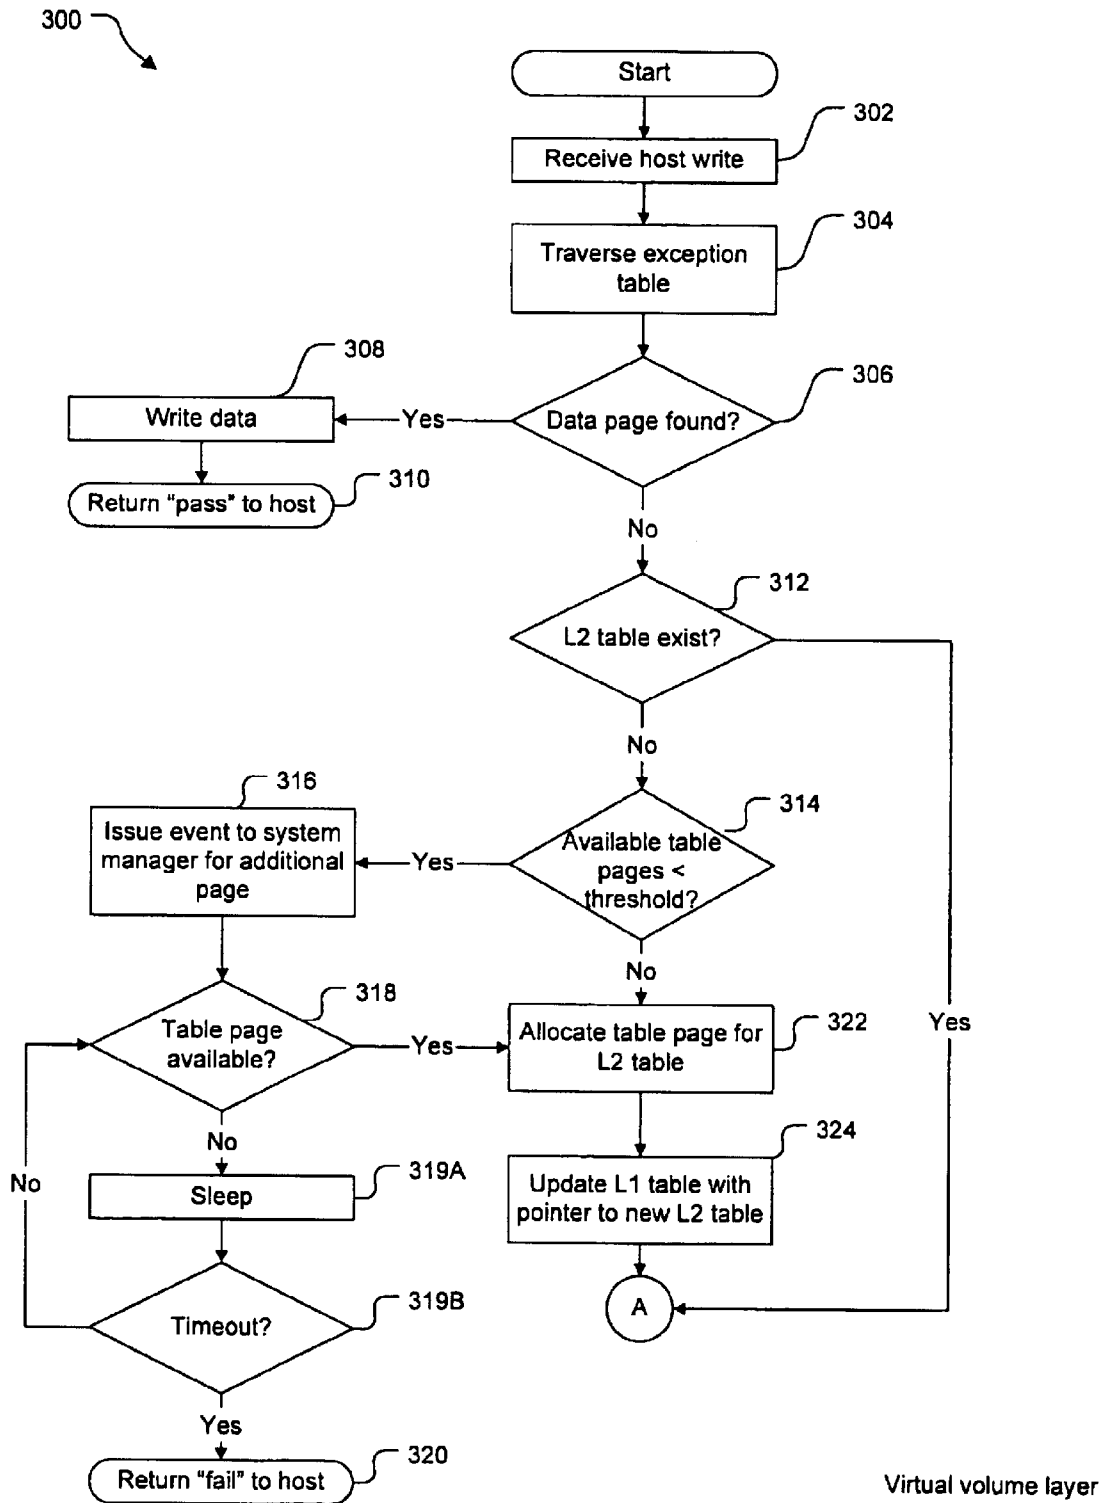 300
Start
302
Receive host write
304
Traverse exception
table
308
306
Write data
Yes
Data page found?
310
Return "pass" to host
No
312
L2 table exist?
No
316
314
Issue event to system
manager for additional
page
Yes
Available table
pages <
threshold?
No
318
Table page
available?
Yes
Allocate table page for
L2 table
322
Yes
No
324
319A
No
Sleep
Update L1 table with
pointer to new L2 table
319B
Timeout?
A
Yes
320
Return "fail" to host
Virtual volume layer